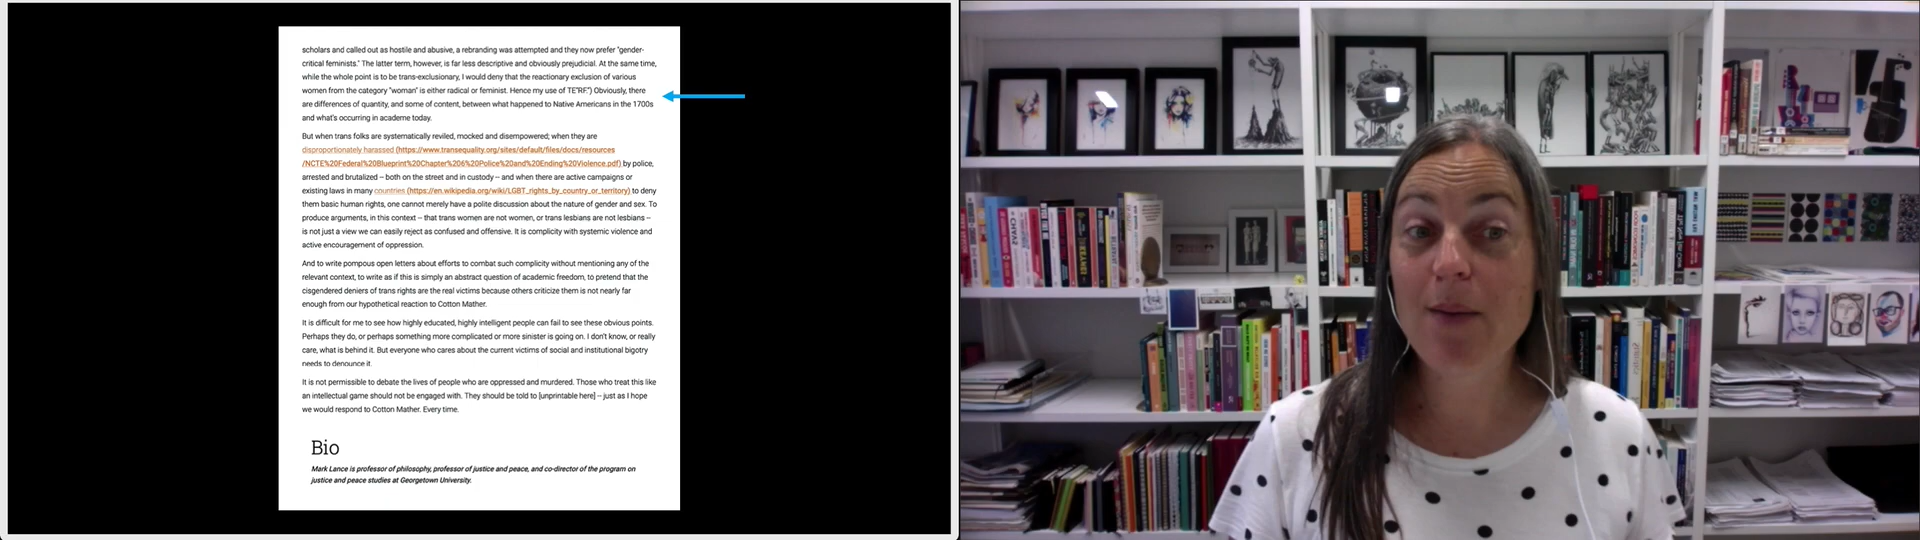 scholars and called out as hostile and abusive, a rebranding was attempted and they now prefer "gender-
critical feminists." The latter term, however, is far less descriptive and obviously prejudicial. At the same time,
while the whole point is to be trans-exclusionary, I would deny that the reactionary exclusion of various
women from the category "woman" is either radical or feminist. Hence my use of TE"RF.") Obviously, there
are differences of quantity, and some of content, between what happened to Native Americans in the 1700s
and what's occurring in academe today.
But when trans folks are systematically reviled, mocked and disempowered; when they are
disproportionately harassed (https://www.transequality.org/sites/default/files/docs/resources
/NCTE%20Federal%20Blueprint%20Chapter%206%20Police%20and%20Ending%20Violence.pdf) by police,
arrested and brutalized -- both on the street and in custody -- and when there are active campaigns or
existing laws in many countries (https://en.wikipedia.org/wiki/LGBT_rights_by_country_or_territory) to deny
them basic human rights, one cannot merely have a polite discussion about the nature of gender and sex. To
produce arguments, in this context -- that trans women are not women, or trans lesbians are not lesbians --
is not just a view we can easily reject as confused and offensive. It is complicity with systemic violence and
active encouragement of oppression.
And to write pompous open letters about efforts to combat such complicity without mentioning any of the
relevant context, to write as if this is simply an abstract question of academic freedom, to pretend that the
cisgendered deniers of trans rights are the real victims because others criticize them is not nearly far
enough from our hypothetical reaction to Cotton Mather.
It is difficult for me to see how highly educated, highly intelligent people can fail to see these obvious points.
Perhaps they do, or perhaps something more complicated or more sinister is going on. I don't know, or really
care, what is behind it. But everyone who cares about the current victims of social and institutional bigotry
needs to denounce it.
It is not permissible to debate the lives of people who are oppressed and murdered. Those who treat this like
an intellectual game should not be engaged with. They should be told to [unprintable here] -- just as I hope
we would respond to Cotton Mather. Every time.
Bio
Mark Lance is professor of philosophy, professor of justice and peace, and co-director of the program on
justice and peace studies at Georgetown University.